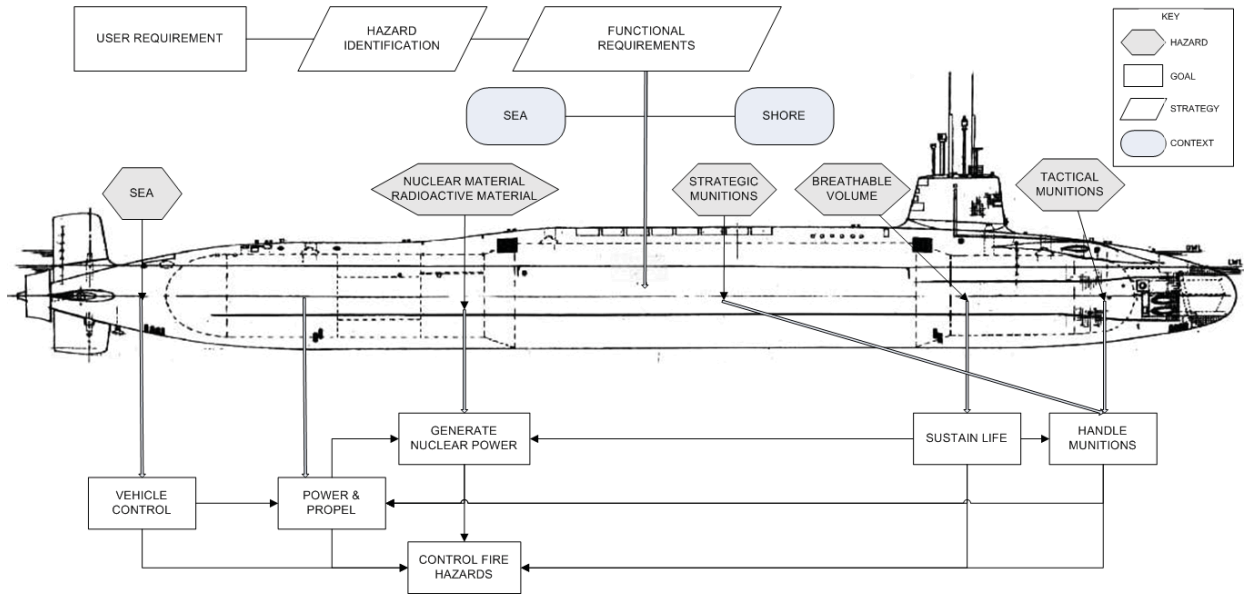 USER REQUIREMENT
HAZARD
IDENTIFICATION
FUNCTIONAL
REQUIREMENTS
KEY
HAZARD
GOAL
STRATEGY
CONTEXT
SEA
SHORE
SEA
NUCLEAR MATERIAL
RADIOACTIVE MATERIAL
STRATEGIC
MUNITIONS
BREATHABLE
VOLUME
TACTICAL
MUNITIONS
LWL
GENERATE
NUCLEAR POWER
SUSTAIN LIFE
HANDLE
MUNITIONS
VEHICLE
CONTROL
POWER &
PROPEL
CONTROL FIRE
HAZARDS